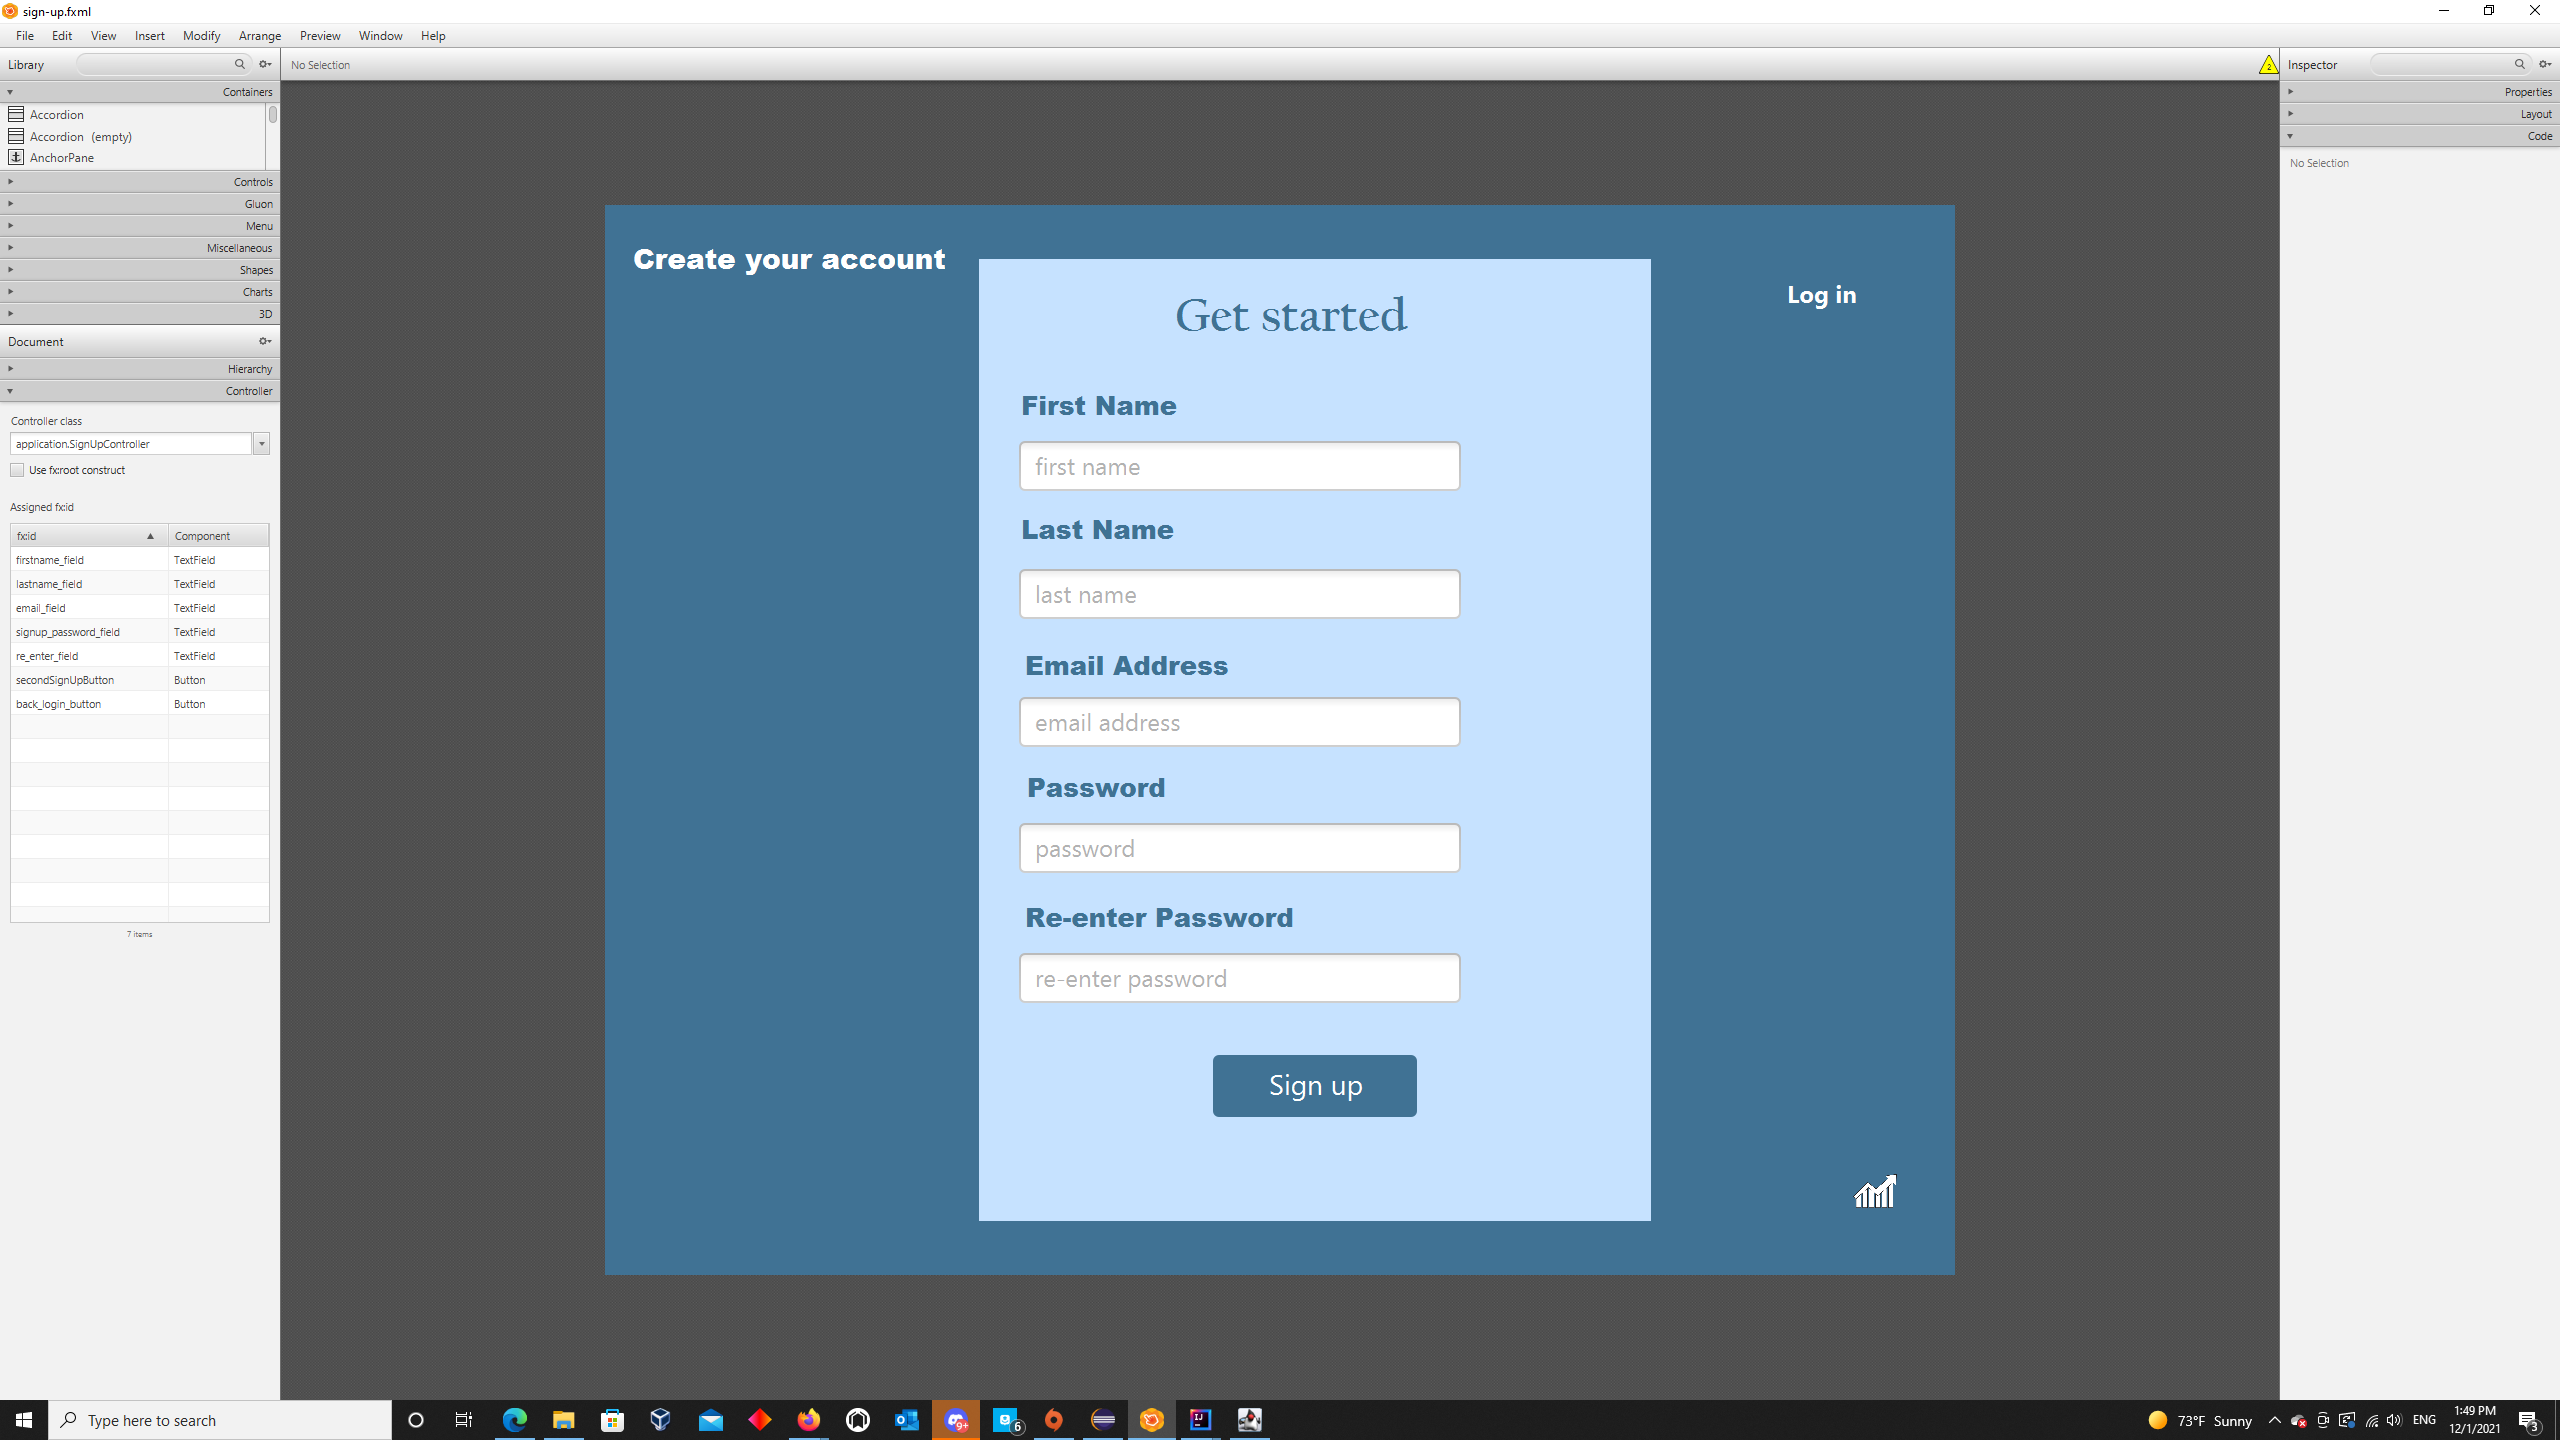 sign-up.fxml
File Edit View Insert Modify Arrange Preview Window Help
Library
No Selection
2
Inspector
Containers
Accordion
Accordion (empty)
AnchorPane
Controls
Gluon
Menu
Miscellaneous
Shapes
Charts
3D
Document
Hierarchy
Controller
Controller class
application.SignUpController
Use fx:root construct
Assigned fx:id
fx:id Component
firstname_field TextField
lastname_field TextField
email_field TextField
signup_password_field TextField
re_enter_field TextField
secondSignUpButton Button
back_login_button Button
7 items
Create your account
Log in
Get started
First Name
first name
Last Name
last name
Email Address
email address
Password
password
Re-enter Password
re-enter password
Sign up
Properties
Layout
Code
No Selection
Type here to search
9+
6
IJ
73°F Sunny
ENG
1:49 PM
12/1/2021
3